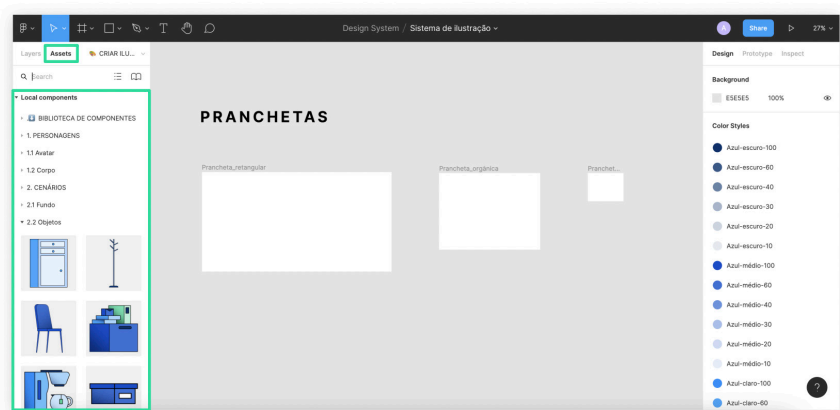 Design System / Sistema de ilustração
A
Share
27%
Layers
Assets
CRIAR ILU...
Search
Local components
BIBLIOTECA DE COMPONENTES
1. PERSONAGENS
1.1 Avatar
1.2 Corpo
2. CENÁRIOS
2.1 Fundo
2.2 Objetos
PRANCHETAS
Prancheta_retangular
Prancheta_orgânica
Pranchet...
Design Prototype Inspect
Background
E5E5E5 100%
Color Styles
Azul-escuro-100
Azul-escuro-60
Azul-escuro-40
Azul-escuro-30
Azul-escuro-20
Azul-escuro-10
Azul-médio-100
Azul-médio-60
Azul-médio-40
Azul-médio-30
Azul-médio-20
Azul-médio-10
Azul-claro-100
Azul-claro-60
?